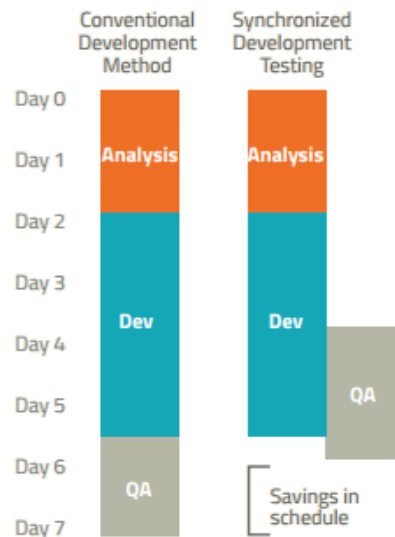 Conventional
Development
Method
Synchronized
Development
Testing
Day 0
Day 1
Day 2
Day 3
Day 4
Day 5
Day 6
Day 7
Analysis
Dev
QA
Analysis
Dev
QA
Savings in
schedule